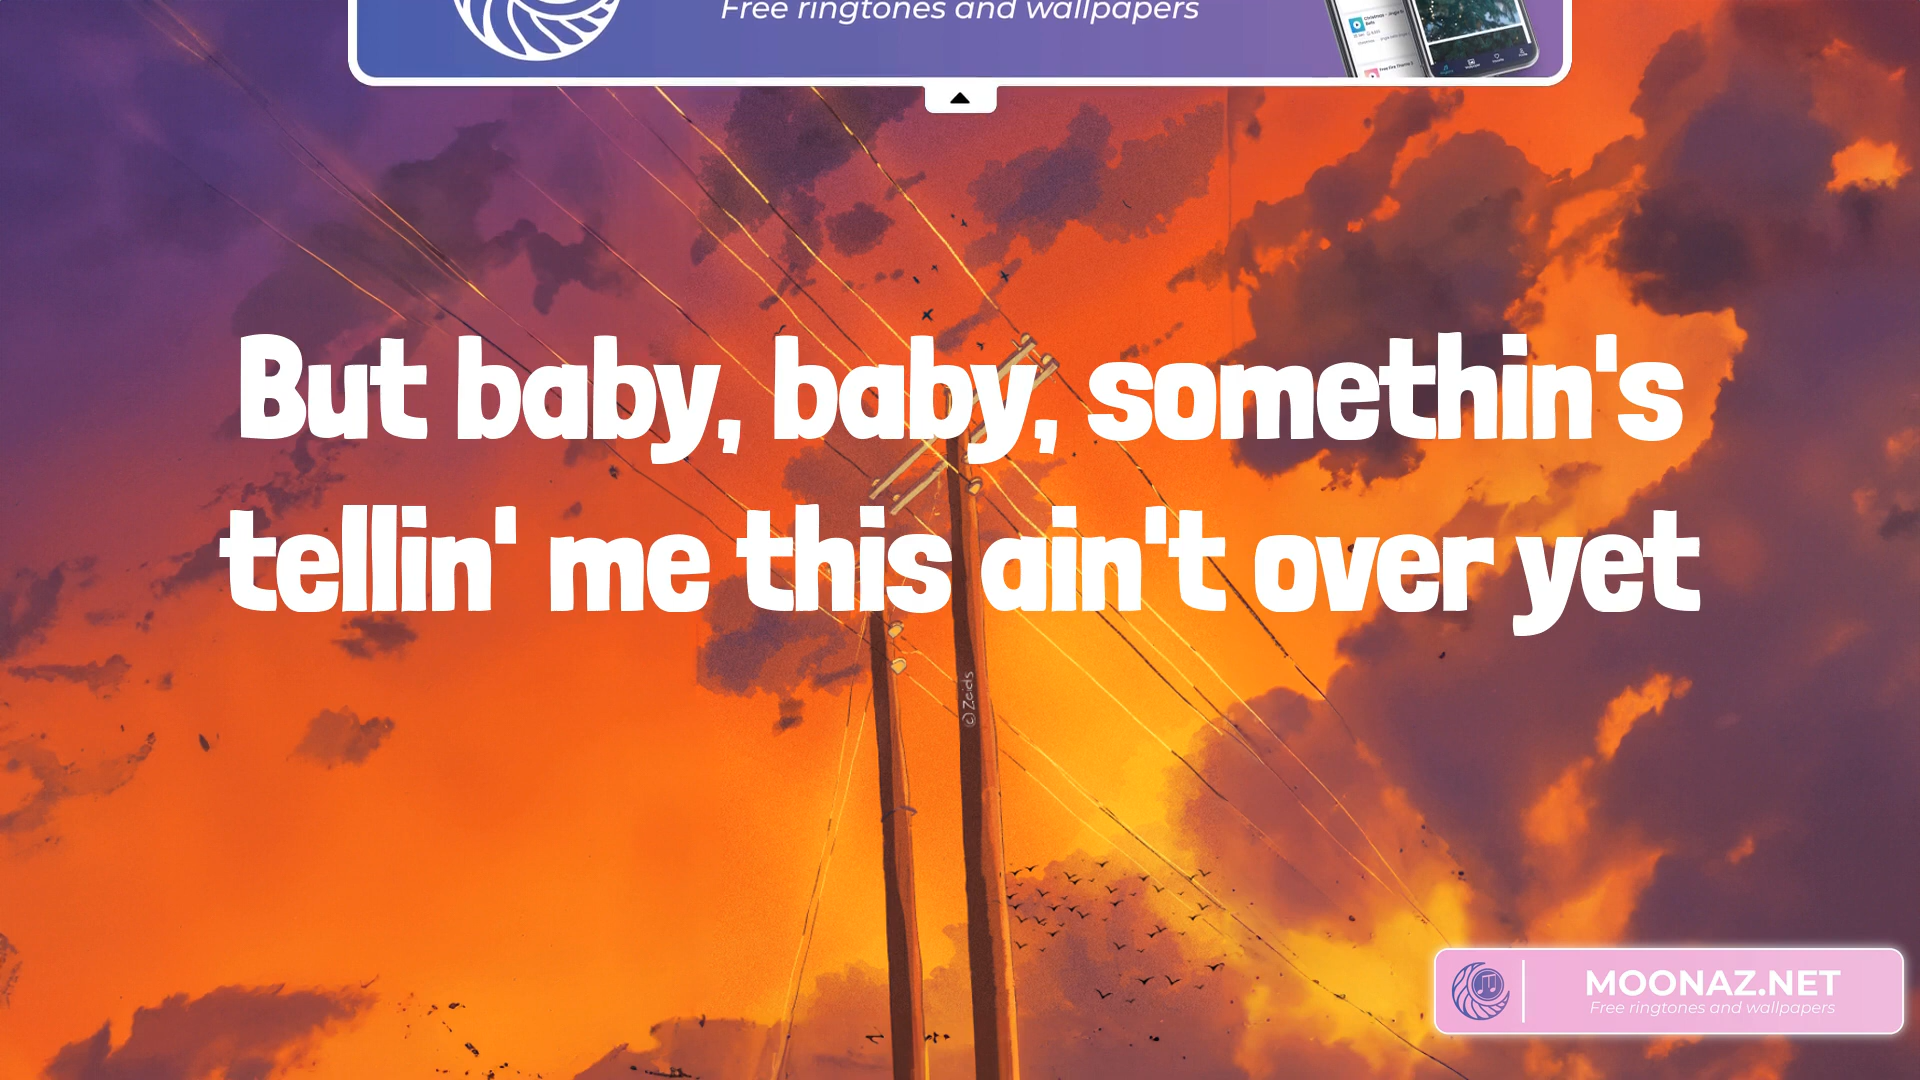 Free ringtones and wallpapers
But baby, baby, somethin's
tellin' me this ain't over yet
© Zeids
MOONAZ.NET
Free ringtones and wallpapers